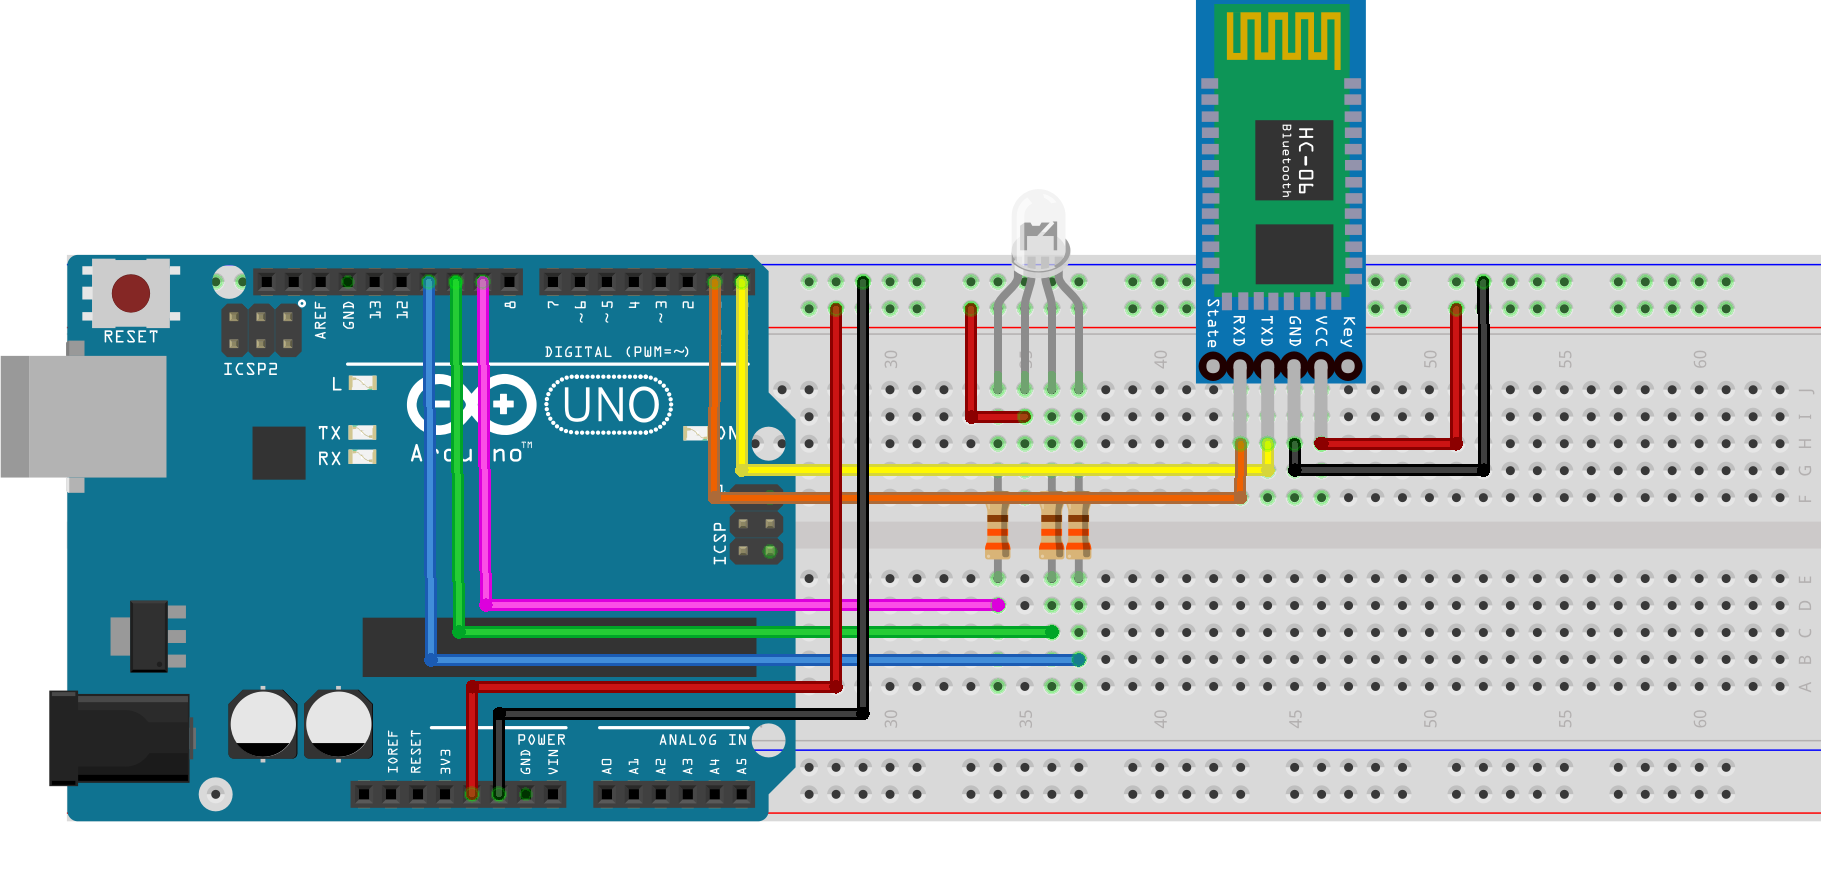 HC-06
Bluetooth
State
RXD
TXD
GND
VCC
Key
RESET
ICSP2
AREF
GND
13
12
8
7
~6
~5
4
~3
2
DIGITAL (PWM=~)
L
TX
RX
UNO
ON
Arduino™
ICSP
30
35
40
45
50
55
60
J
I
H
G
F
E
D
C
B
A
30
35
40
45
50
55
60
POWER
ANALOG IN
IOREF
RESET
3V3
GND
VIN
A0
A1
A2
A3
A4
A5